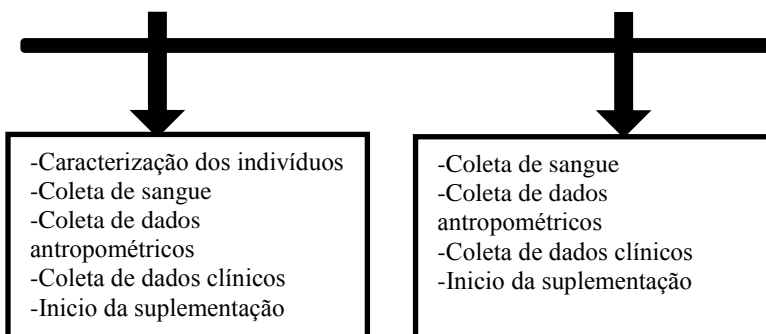 -Caracterização dos indivíduos
-Coleta de sangue
-Coleta de dados
antropométricos
-Coleta de dados clínicos
-Inicio da suplementação
-Coleta de sangue
-Coleta de dados
antropométricos
-Coleta de dados clínicos
-Inicio da suplementação